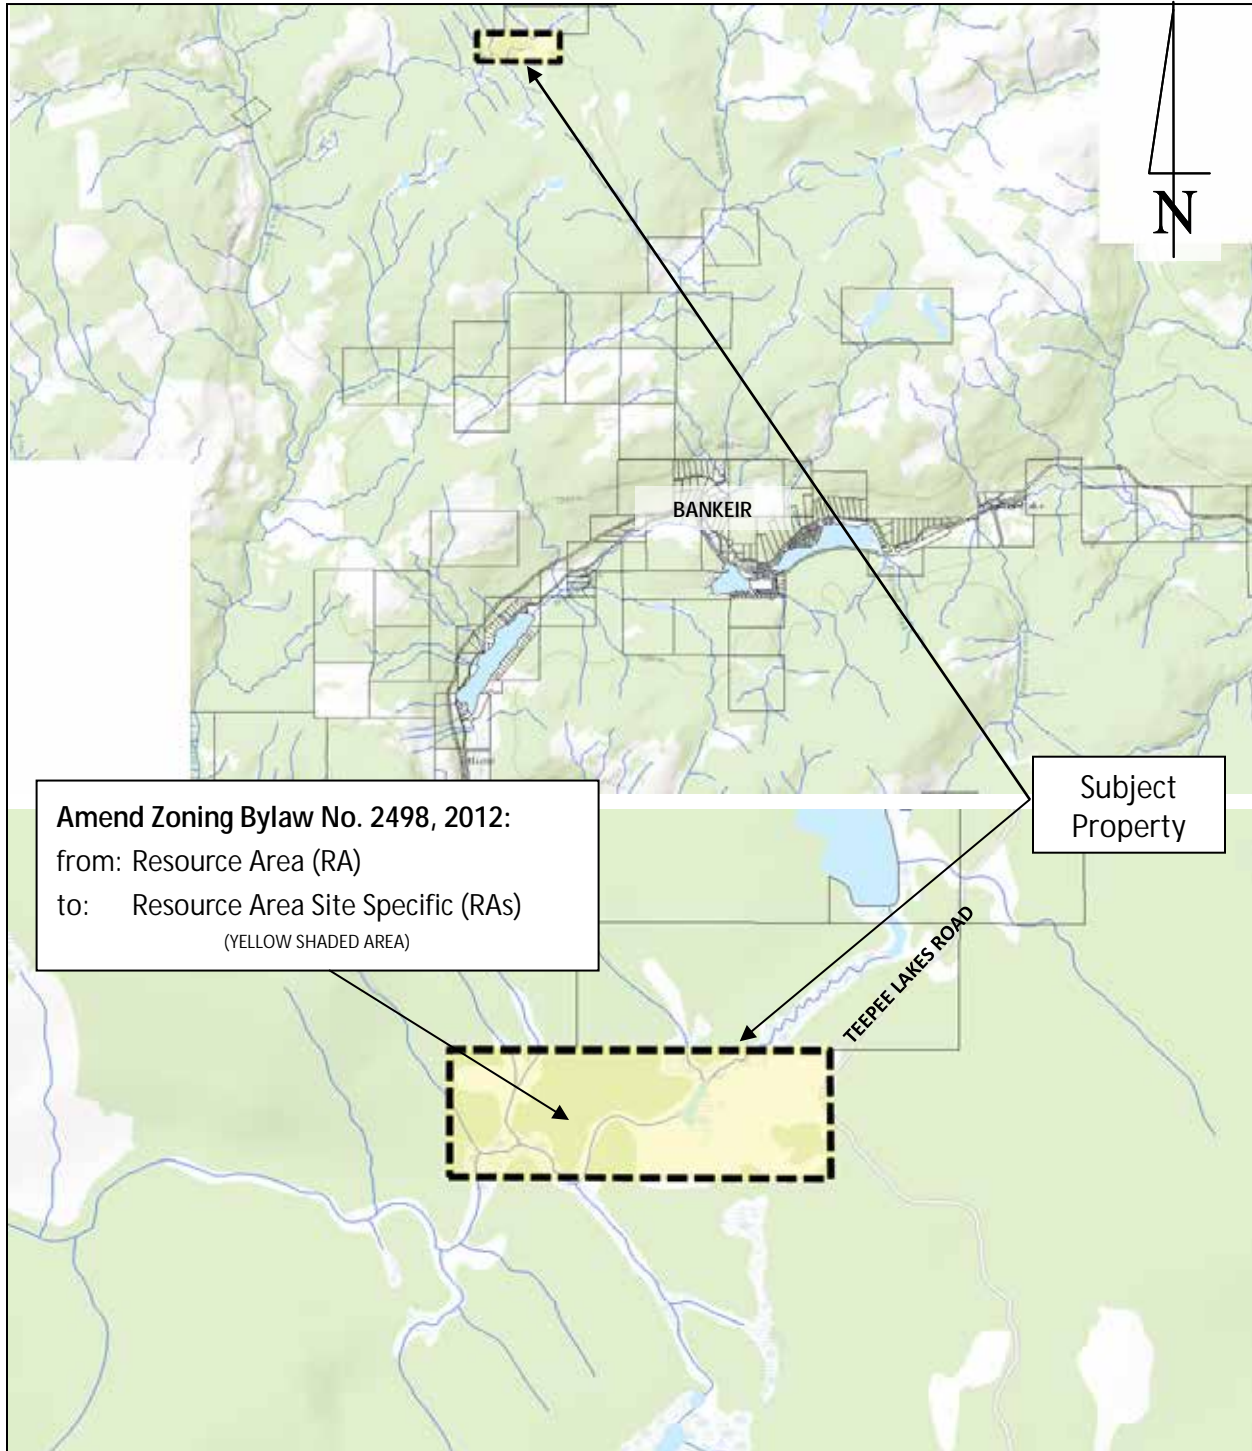 N
BANKEIR
Subject
Property
Amend Zoning Bylaw No. 2498, 2012:
from: Resource Area (RA)
to: Resource Area Site Specific (RAs)
(YELLOW SHADED AREA)
TEEPEE LAKES ROAD